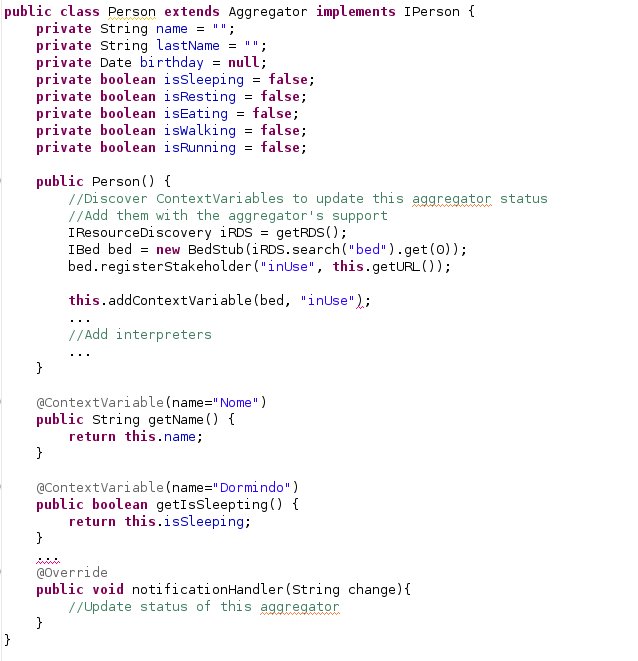 public class Person extends Aggregator implements IPerson {
    private String name = "";
    private String lastName = "";
    private Date birthday = null;
    private boolean isSleeping = false;
    private boolean isResting = false;
    private boolean isEating = false;
    private boolean isWalking = false;
    private boolean isRunning = false;

    public Person() {
        //Discover ContextVariables to update this aggregator status
        //Add them with the aggregator's support
        IResourceDiscovery iRDS = getRDS();
        IBed bed = new BedStub(iRDS.search("bed").get(0));
        bed.registerStakeholder("inUse", this.getURL());

        this.addContextVariable(bed, "inUse");
        ...
        //Add interpreters
        ...
    }

    @ContextVariable(name="Nome")
    public String getName() {
        return this.name;
    }

    @ContextVariable(name="Dormindo")
    public boolean getIsSleepting() {
        return this.isSleeping;
    }
    ...
    @Override
    public void notificationHandler(String change){
        //Update status of this aggregator
    }
}